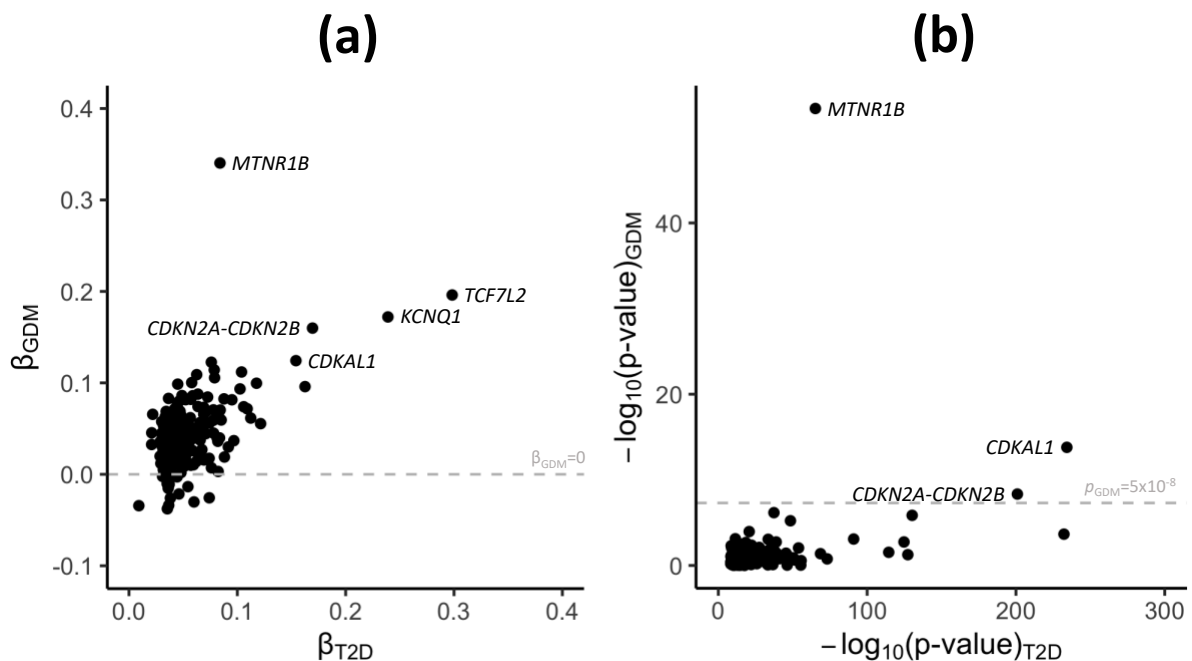 (a)
(b)
0.4
0.3
0.2
0.1
0.0
-0.1
βGDM
MTNR1B
TCF7L2
KCNQ1
CDKN2A-CDKN2B
CDKAL1
βGDM=0
0.0
0.1
0.2
0.3
0.4
βT2D
40
20
0
−log10(p-value)GDM
MTNR1B
CDKAL1
CDKN2A-CDKN2B
pGDM=5x10-8
0
100
200
300
−log10(p-value)T2D